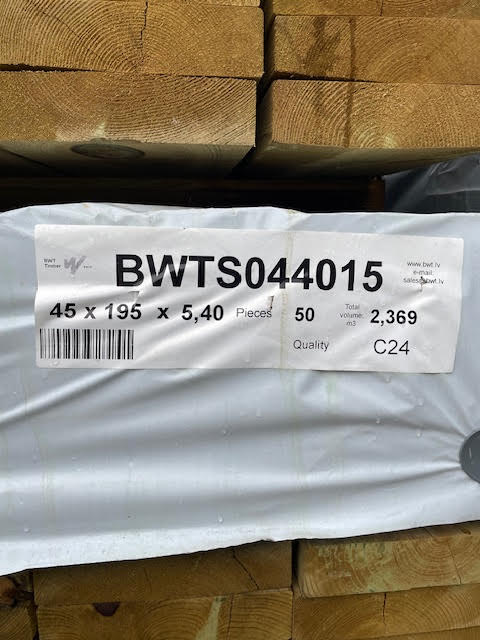 BWT
Timber
BWTS044015
www.bwt.lv
e-mail:
sales@bwt.lv
45 x 195 x 5,40 Pieces 50 Total volume: m3 2,369
Quality C24